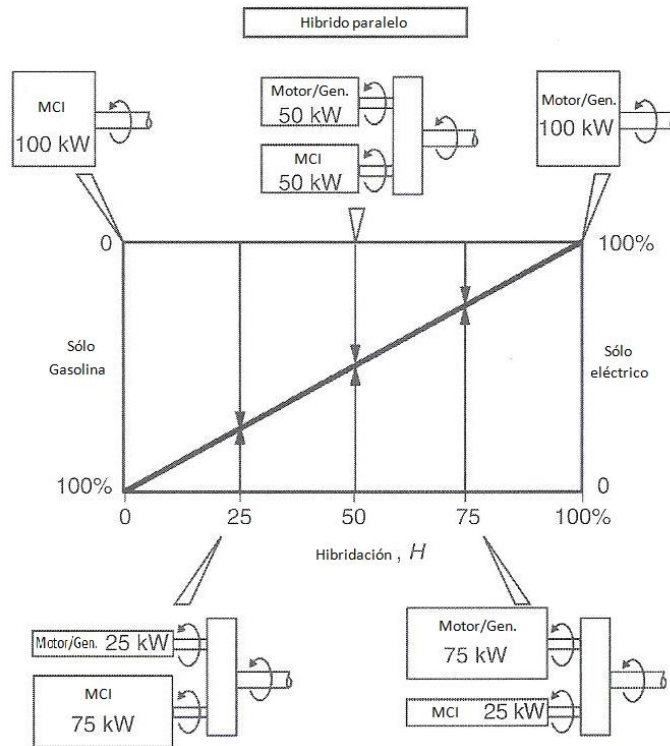 Hibrido paralelo
MCI
100 kW
Motor/Gen.
50 kW
MCI
50 kW
Motor/Gen.
100 kW
0
100%
Sólo
Gasolina
Sólo
eléctrico
100%
0
0
25
50
75
100%
Hibridación , H
Motor/Gen. 25 kW
MCI
75 kW
Motor/Gen.
75 kW
MCI 25 kW